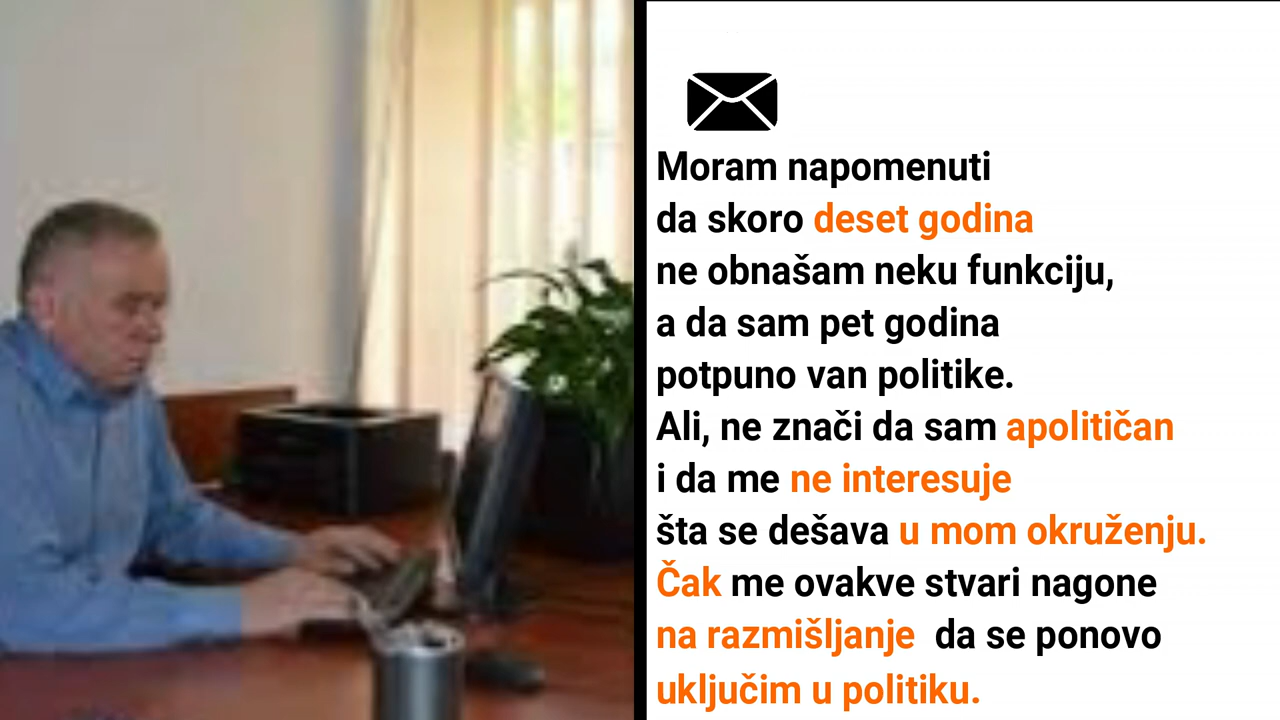 Moram napomenuti
da skoro deset godina
ne obnašam neku funkciju,
a da sam pet godina
potpuno van politike.
Ali, ne znači da sam apolitičan
i da me ne interesuje
šta se dešava u mom okruženju.
Čak me ovakve stvari nagone
na razmišljanje da se ponovo
uključim u politiku.